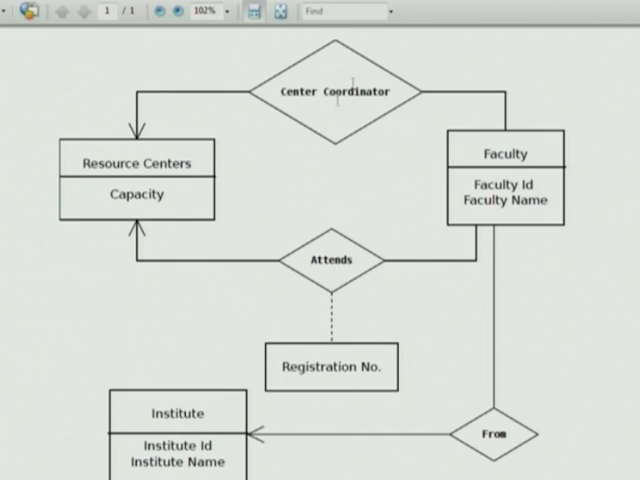 1 / 1
102%
Find
Center Coordinator
Resource Centers
Capacity
Faculty
Faculty Id
Faculty Name
Attends
Registration No.
Institute
Institute Id
Institute Name
From